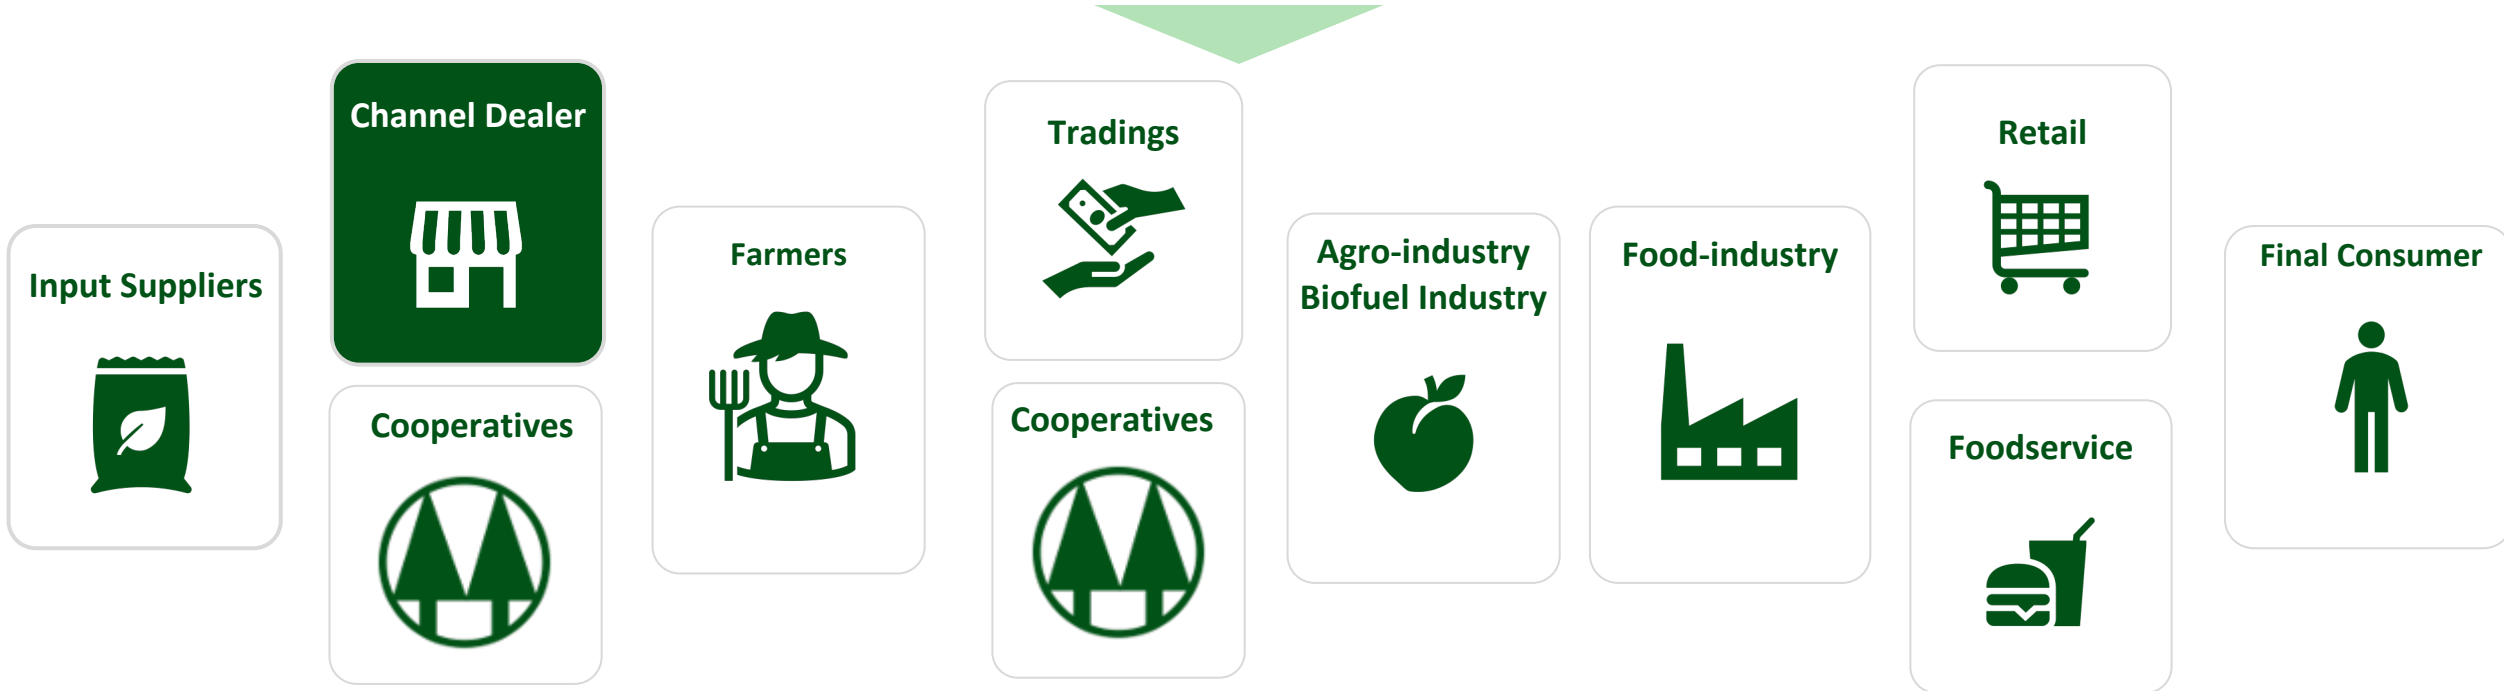 Input Suppliers
Channel Dealer
Cooperatives
Farmers
Tradings
Cooperatives
Agro-industry
Biofuel Industry
Food-industry
Retail
Foodservice
Final Consumer